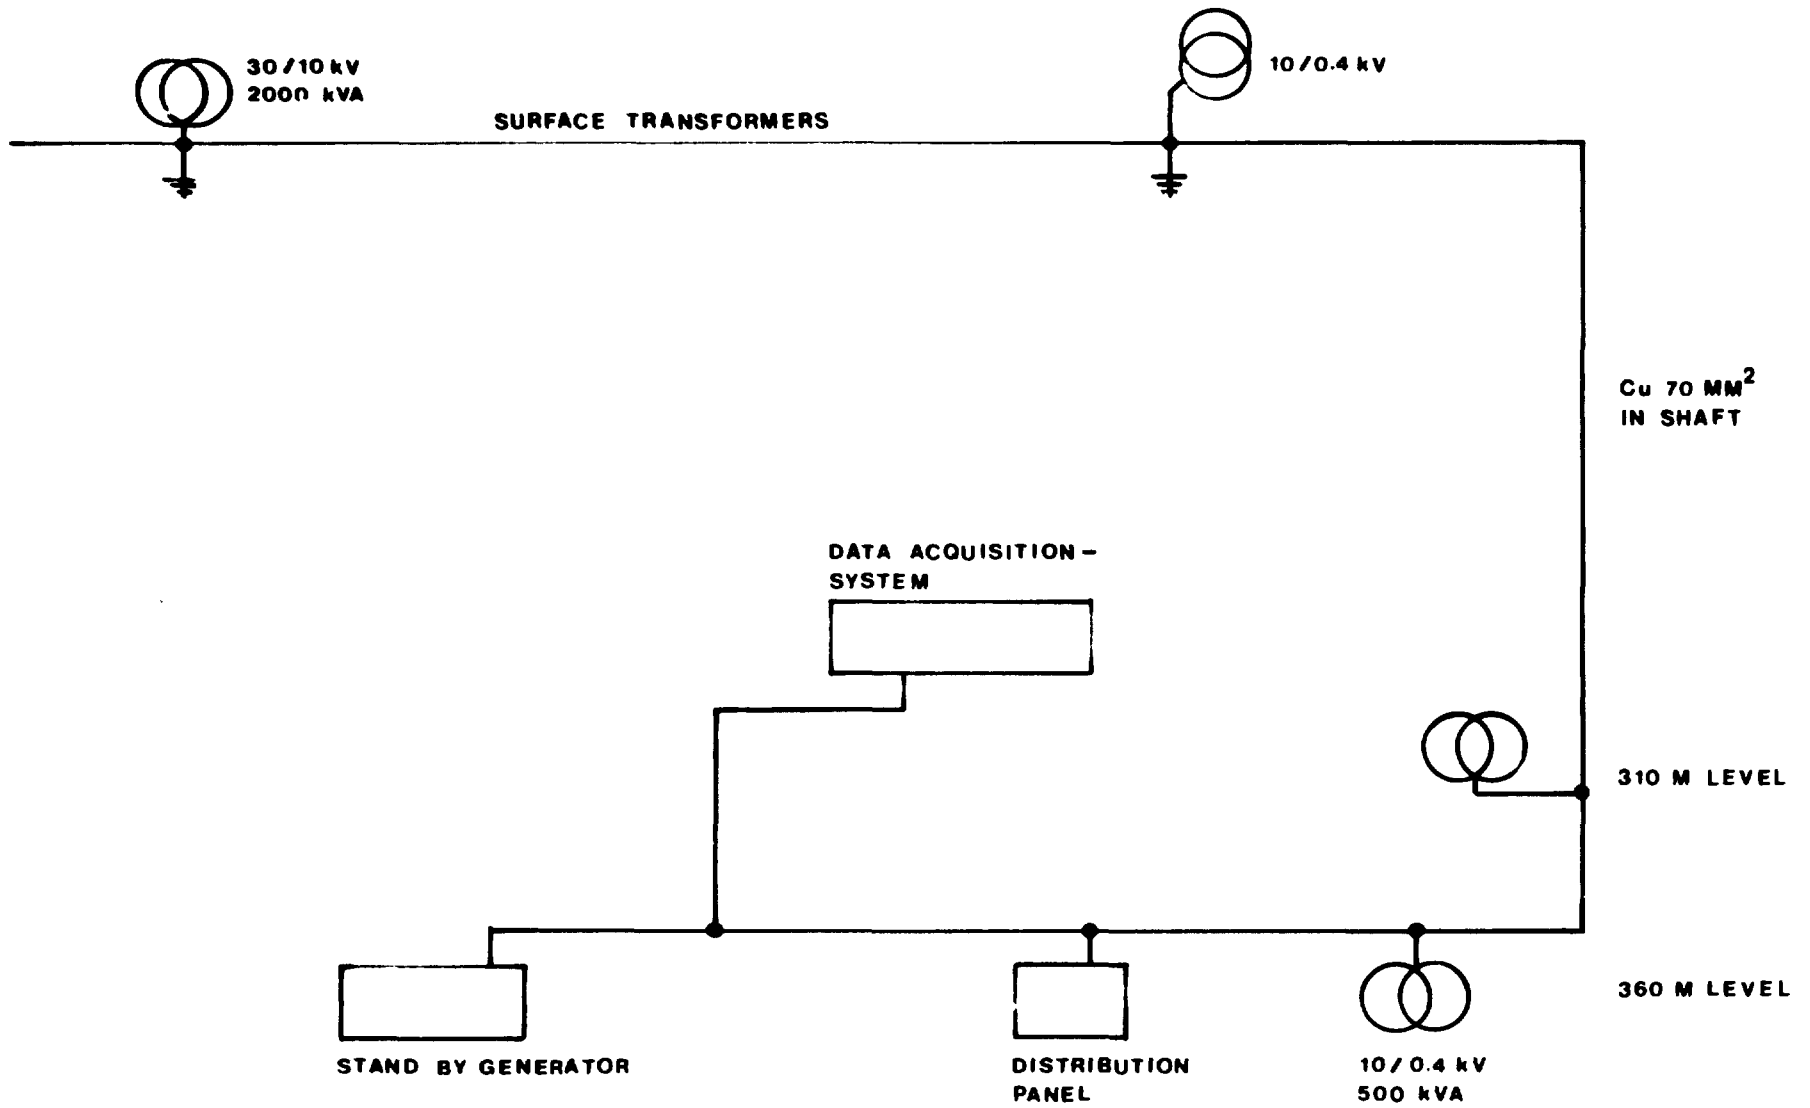 30/10 kV
2000 kVA
10/0.4 kV
SURFACE TRANSFORMERS
Cu 70 MM²
IN SHAFT
DATA ACQUISITION-
SYSTEM
310 M LEVEL
360 M LEVEL
STAND BY GENERATOR
DISTRIBUTION
PANEL
10/0.4 kV
500 kVA